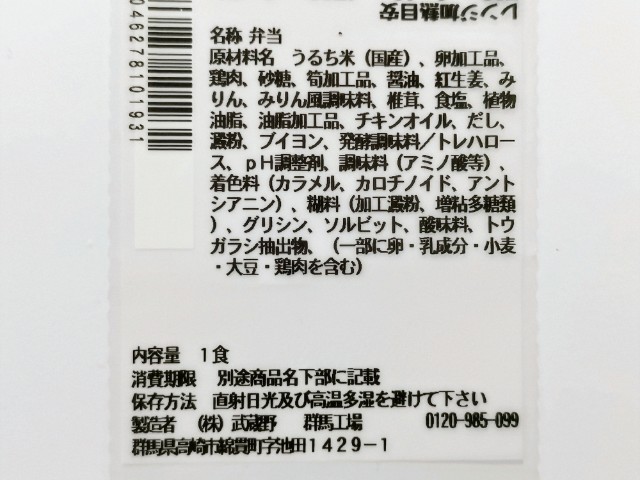 レンジ加熱目安
04627810193 1
名称 弁当
原材料名 うるち米（国産）、卵加工品、
鶏肉、砂糖、筍加工品、醤油、紅生姜、み
りん、みりん風調味料、椎茸、食塩、植物
油脂、油脂加工品、チキンオイル、だし、
澱粉、ブイヨン、発酵調味料／トレハロー
ス、ｐＨ調整剤、調味料（アミノ酸等）、
着色料（カラメル、カロチノイド、アント
シアニン）、糊料（加工澱粉、増粘多糖類
）、グリシン、ソルビット、酸味料、トウ
ガラシ抽出物、（一部に卵・乳成分・小麦
・大豆・鶏肉を含む）
内容量 1食
消費期限 別途商品名下部に記載
保存方法 直射日光及び高温多湿を避けて下さい
製造者 （株）武蔵野 群馬工場 0120-985-099
群馬県高崎市綿貫町字池田1429-1